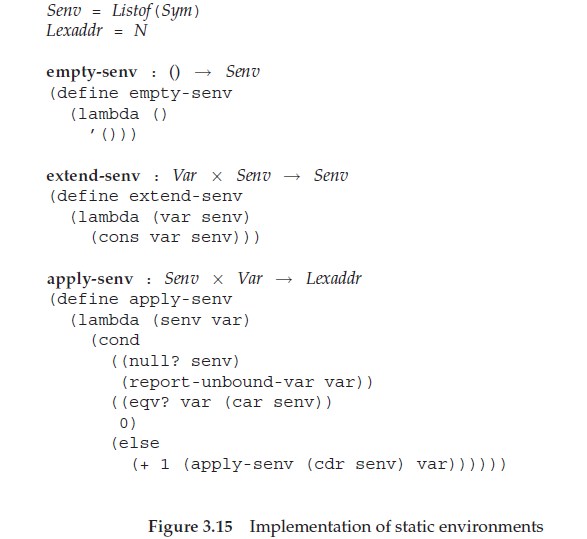 Senv = Listof(Sym)
Lexaddr = N
empty-senv : () → Senv
(define empty-senv
  (lambda ()
    '()))
extend-senv : Var × Senv → Senv
(define extend-senv
  (lambda (var senv)
    (cons var senv)))
apply-senv : Senv × Var → Lexaddr
(define apply-senv
  (lambda (senv var)
    (cond
      ((null? senv)
       (report-unbound-var var))
      ((eqv? var (car senv))
       0)
      (else
        (+ 1 (apply-senv (cdr senv) var))))))
Figure 3.15 Implementation of static environments